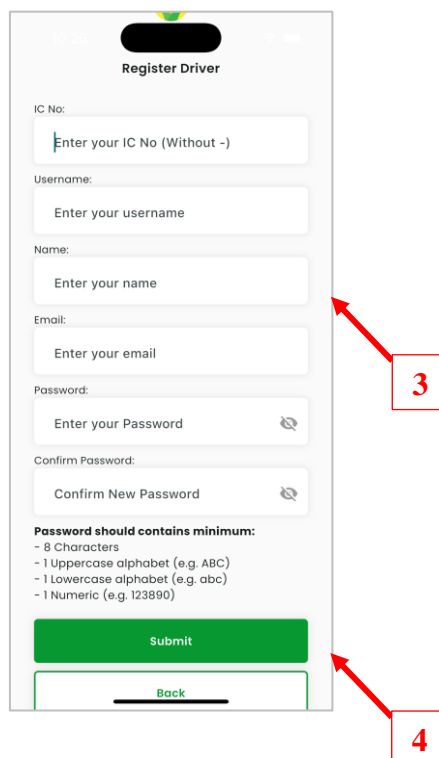 Register Driver
IC No:
Enter your IC No (Without -)
Username:
Enter your username
Name:
Enter your name
Email:
Enter your email
3
Password:
Enter your Password
Confirm Password:
Confirm New Password
Password should contains minimum:
- 8 Characters
- 1 Uppercase alphabet (e.g. ABC)
- 1 Lowercase alphabet (e.g. abc)
- 1 Numeric (e.g. 123890)
Submit
Back
4